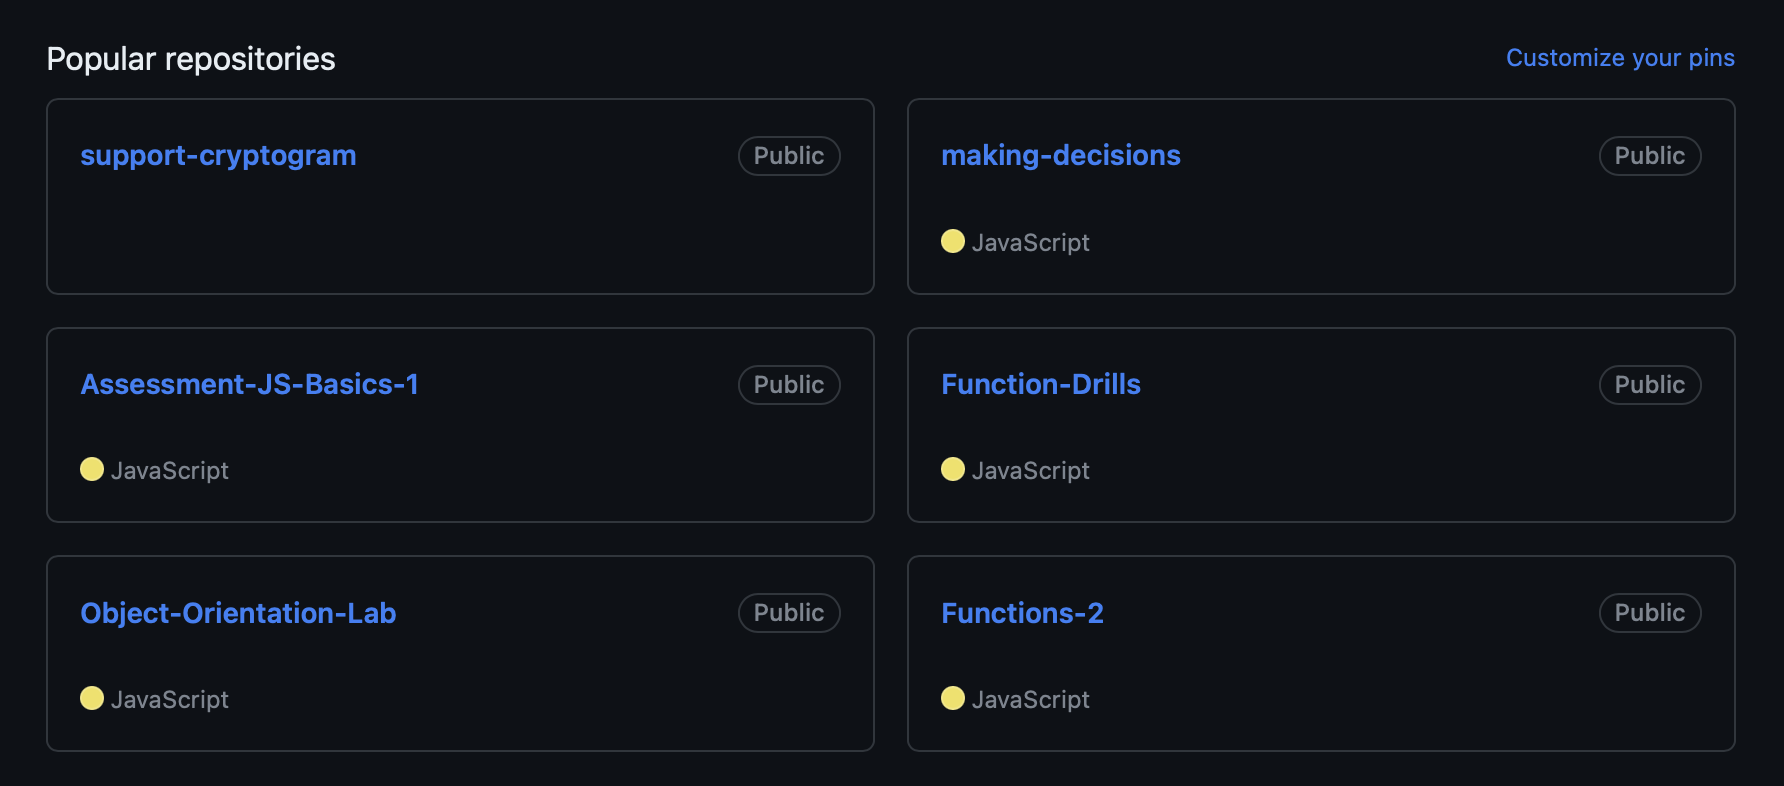 Popular repositories
Customize your pins
support-cryptogram
Public
making-decisions
Public
JavaScript
Assessment-JS-Basics-1
Public
JavaScript
Function-Drills
Public
JavaScript
Object-Orientation-Lab
Public
JavaScript
Functions-2
Public
JavaScript